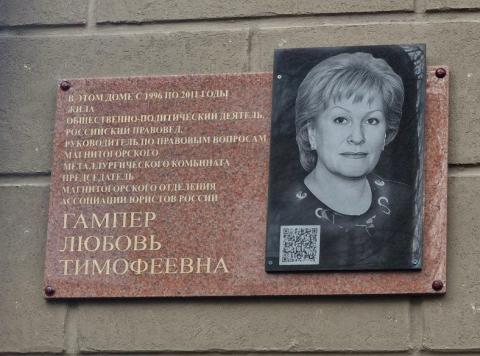 В ЭТОМ ДОМЕ С 1996 ПО 2011 ГОДЫ
ЖИЛА
ОБЩЕСТВЕННО-ПОЛИТИЧЕСКИЙ ДЕЯТЕЛЬ,
РОССИЙСКИЙ ПРАВОВЕД,
РУКОВОДИТЕЛЬ ПО ПРАВОВЫМ ВОПРОСАМ
МАГНИТОГОРСКОГО
МЕТАЛЛУРГИЧЕСКОГО КОМБИНАТА
ПРЕДСЕДАТЕЛЬ
МАГНИТОГОРСКОГО ОТДЕЛЕНИЯ
АССОЦИАЦИИ ЮРИСТОВ РОССИИ
ГАМПЕР
ЛЮБОВЬ
ТИМОФЕЕВНА